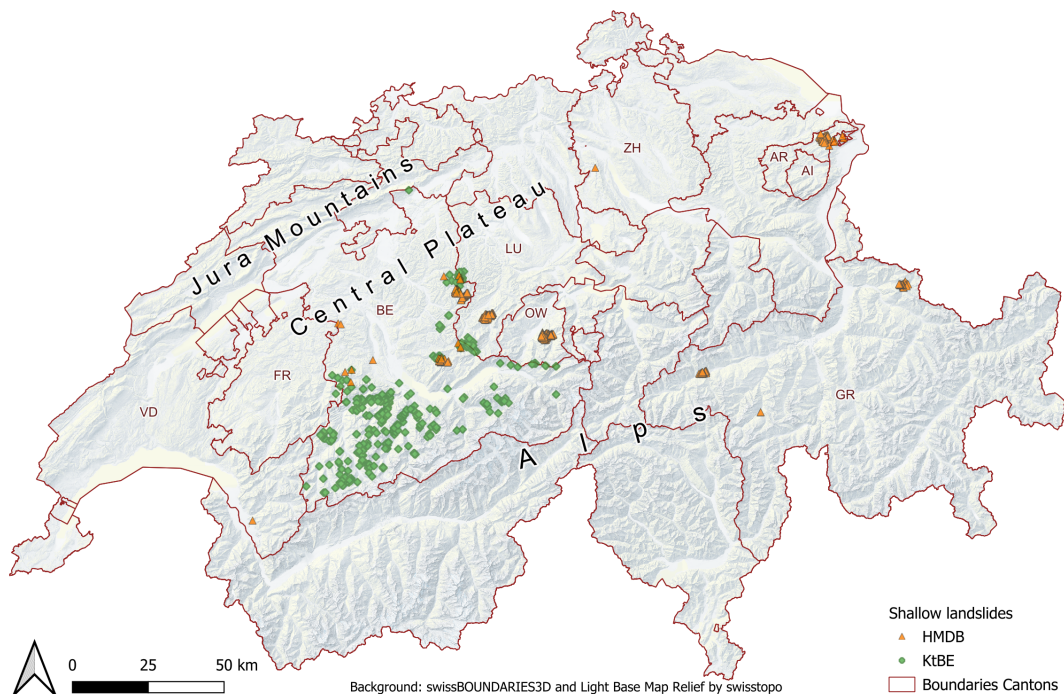 ZH
AR
AI
Jura Mountains
Central Plateau
LU
BE
OW
FR
VD
GR
Alps
Shallow landslides
HMDB
KtBE
Boundaries Cantons
0 25 50 km
Background: swissBOUNDARIES3D and Light Base Map Relief by swisstopo